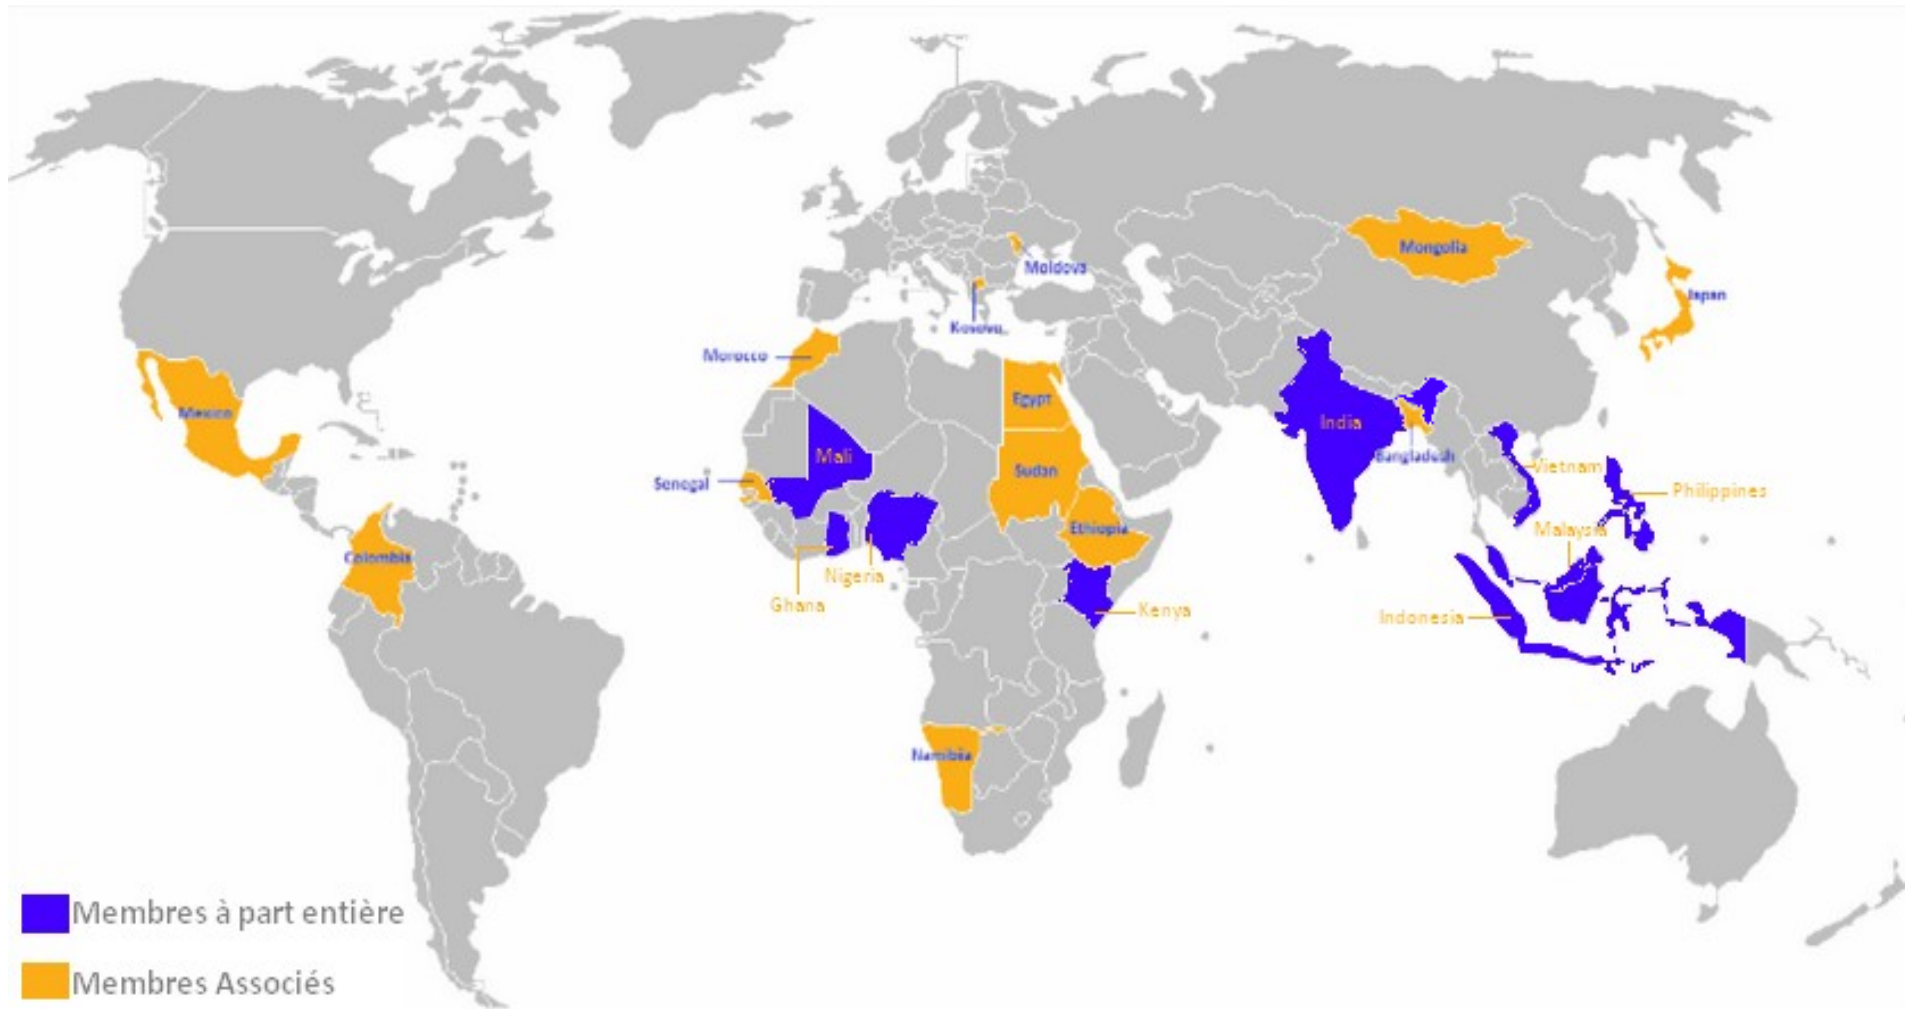 Mongolia
Moldova
Japan
Kosovo
Morocco
Egypt
Mexico
India
Mali
Bangladesh
Vietnam
Sudan
Senegal
Philippines
Ethiopia
Malaysia
Colombia
Nigeria
Ghana
Kenya
Indonesia
Namibia
Membres à part entière
Membres Associés